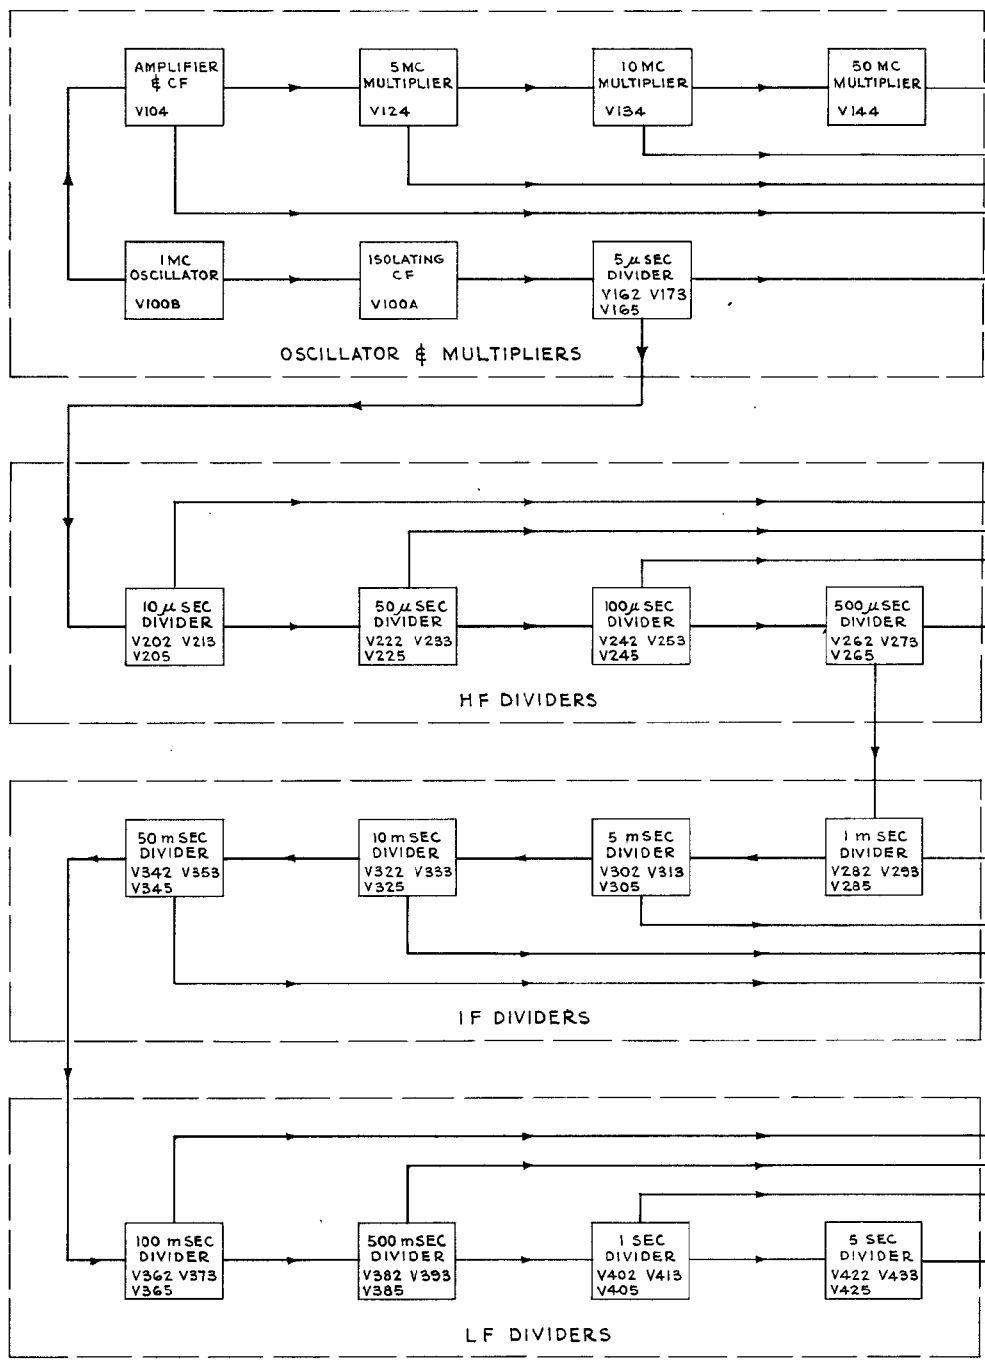 AMPLIFIER
& CF
V104
5 MC
MULTIPLIER
V124
10 MC
MULTIPLIER
V134
50 MC
MULTIPLIER
V144
1 MC
OSCILLATOR
V100B
ISOLATING
CF
V100A
5 μ SEC
DIVIDER
V162 V173
V165
OSCILLATOR & MULTIPLIERS
10 μ SEC
DIVIDER
V202 V213
V205
50 μ SEC
DIVIDER
V222 V233
V225
100 μ SEC
DIVIDER
V242 V253
V245
500 μ SEC
DIVIDER
V262 V273
V265
HF DIVIDERS
50 m SEC
DIVIDER
V342 V353
V345
10 m SEC
DIVIDER
V322 V333
V325
5 m SEC
DIVIDER
V302 V313
V305
1 m SEC
DIVIDER
V282 V293
V285
IF DIVIDERS
100 m SEC
DIVIDER
V362 V373
V365
500 m SEC
DIVIDER
V382 V393
V385
1 SEC
DIVIDER
V402 V413
V405
5 SEC
DIVIDER
V422 V433
V425
LF DIVIDERS